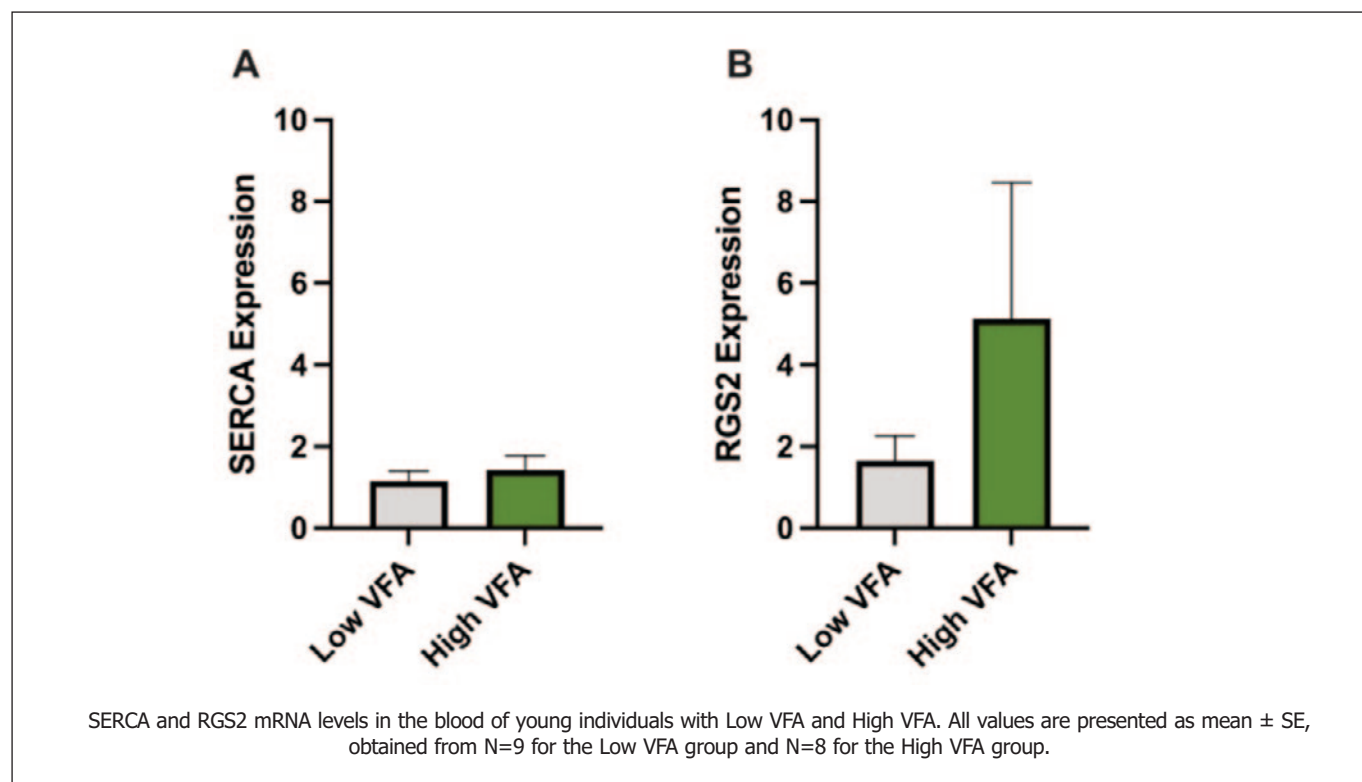 A
10
8
6
4
2
0
SERCA Expression
Low VFA
High VFA
B
10
8
6
4
2
0
RGS2 Expression
Low VFA
High VFA
SERCA and RGS2 mRNA levels in the blood of young individuals with Low VFA and High VFA. All values are presented as mean ± SE,
obtained from N=9 for the Low VFA group and N=8 for the High VFA group.